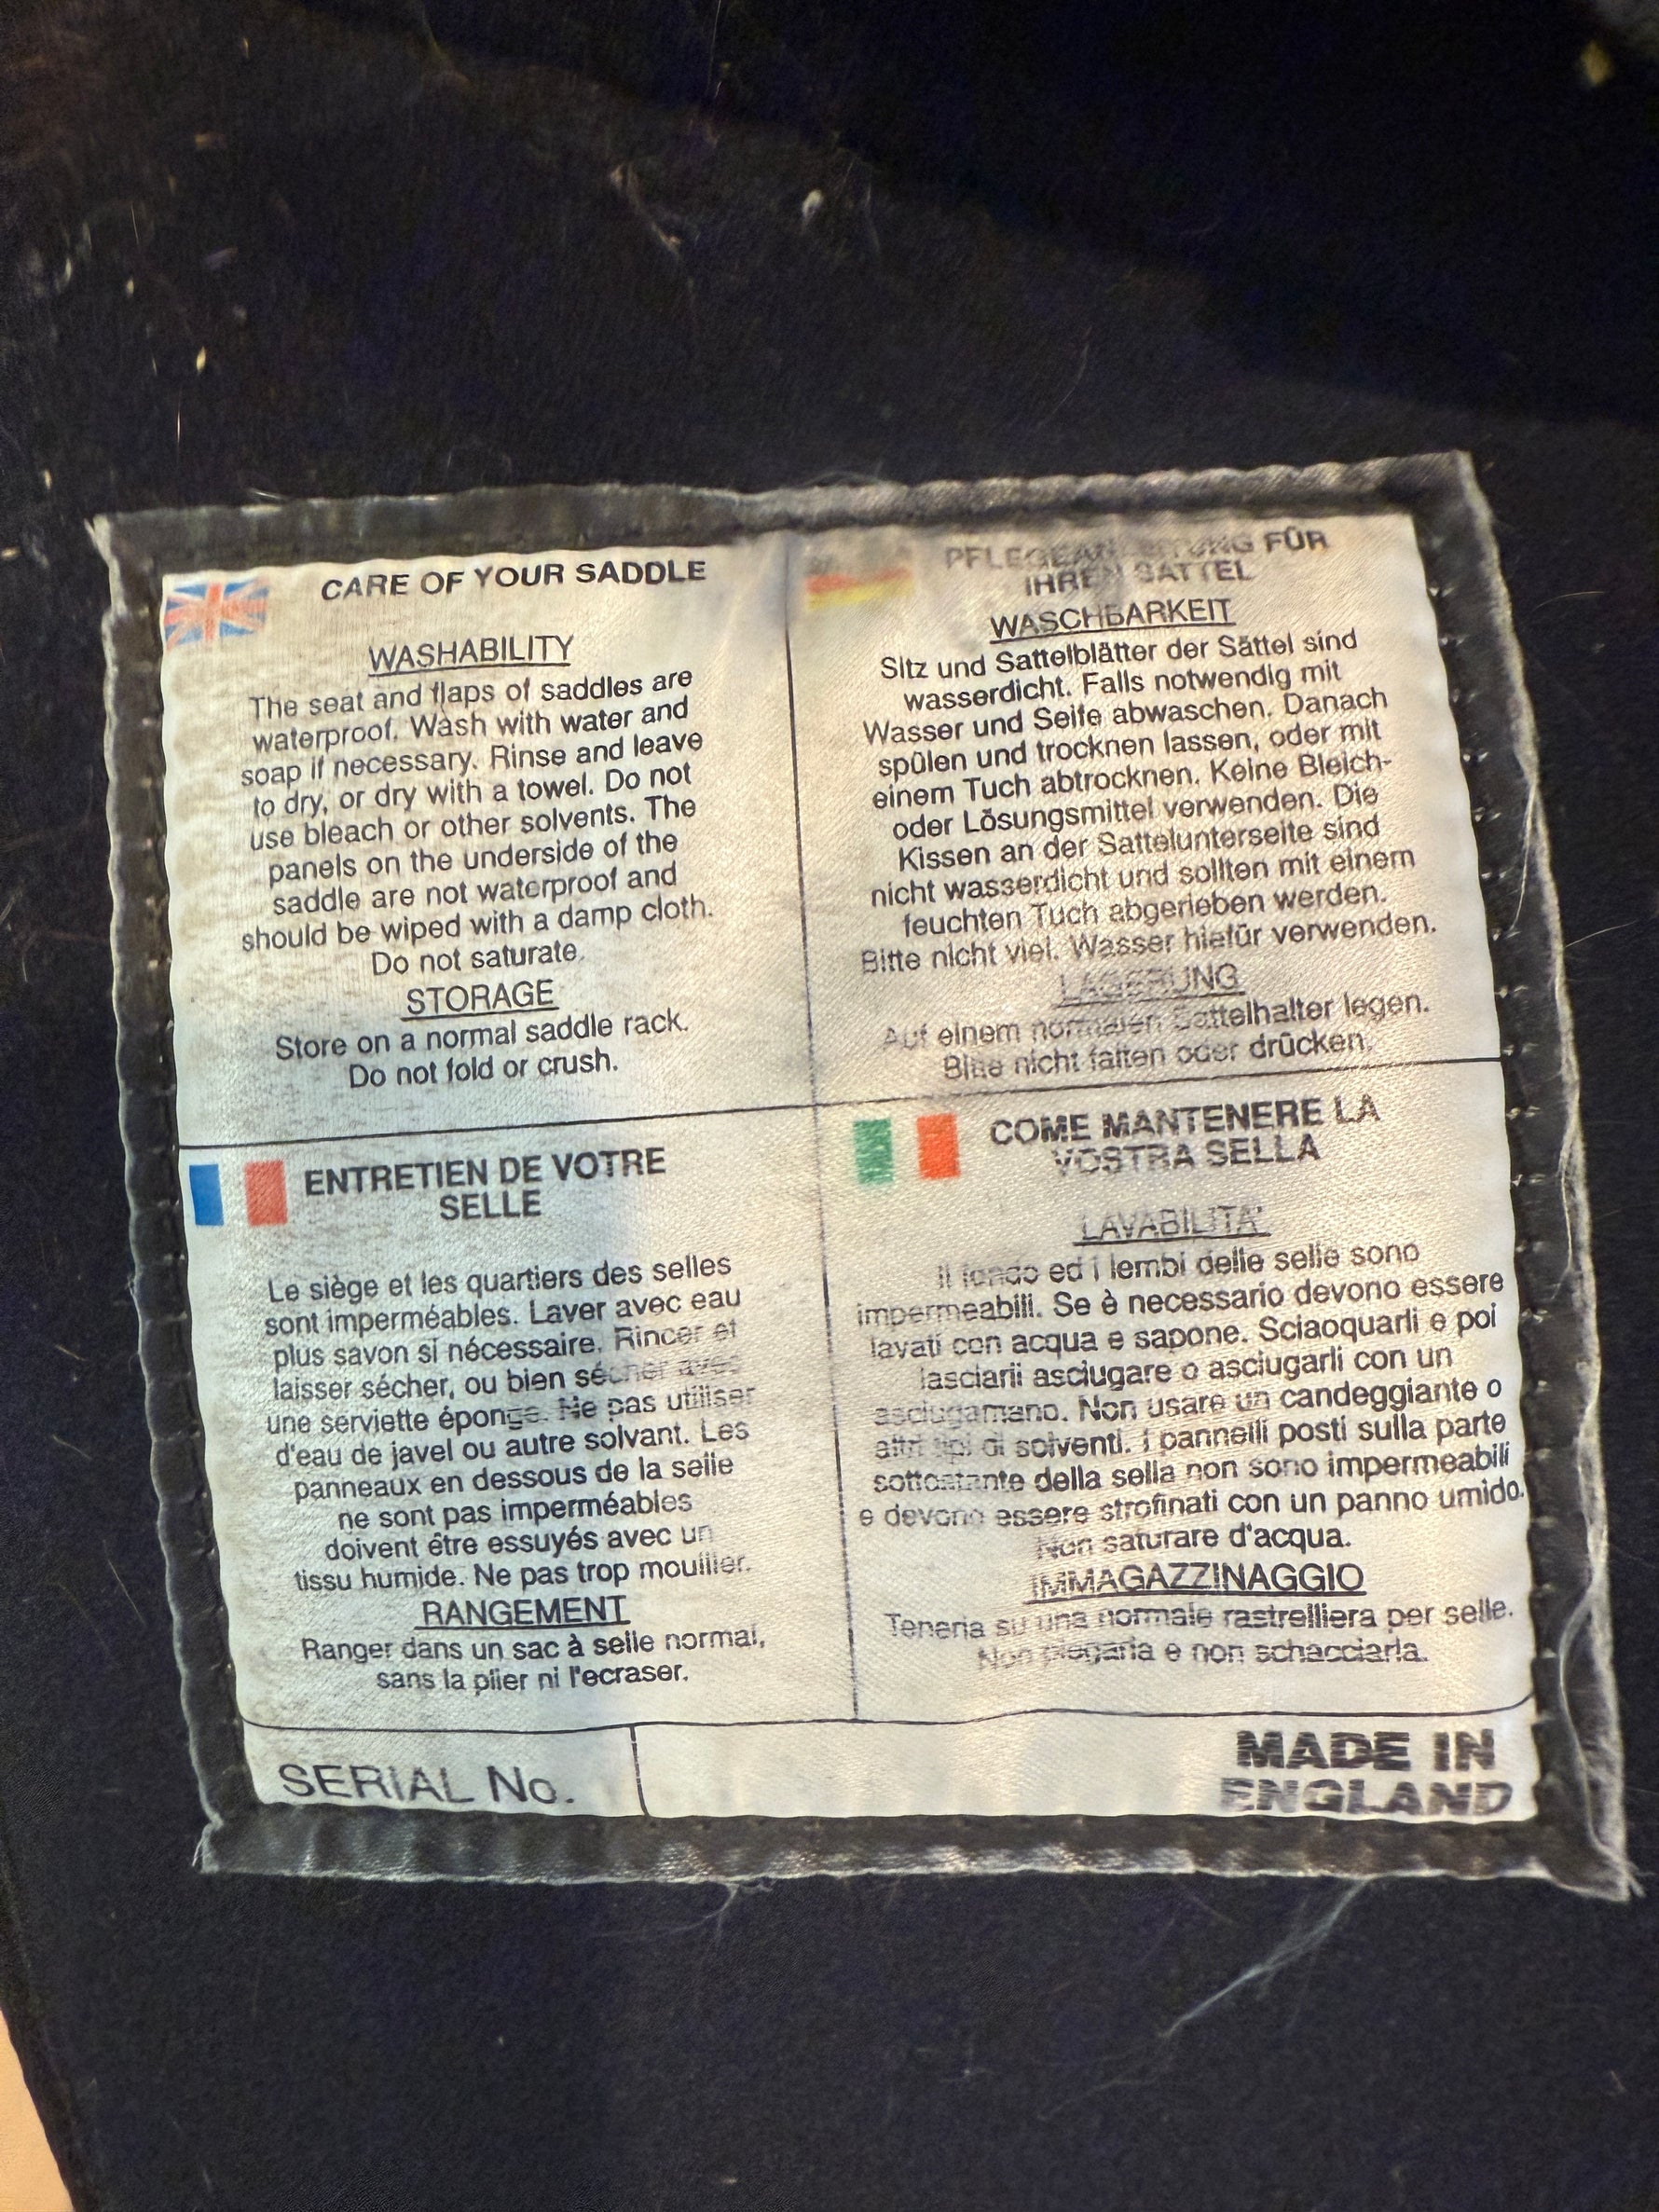 CARE OF YOUR SADDLE
WASHABILITY
The seat and flaps of saddles are
waterproof. Wash with water and
soap if necessary. Rinse and leave
to dry, or dry with a towel. Do not
use bleach or other solvents. The
panels on the underside of the
saddle are not waterproof and
should be wiped with a damp cloth.
Do not saturate.
STORAGE
Store on a normal saddle rack.
Do not fold or crush.
PFLEGEANLEITUNG FÜR
IHREN SATTEL
WASCHBARKEIT
Sitz und Sattelblätter der Sättel sind
wasserdicht. Falls notwendig mit
Wasser und Seife abwaschen. Danach
spülen und trocknen lassen, oder mit
einem Tuch abtrocknen. Keine Bleich-
oder Lösungsmittel verwenden. Die
Kissen an der Sattelunterseite sind
nicht wasserdicht und sollten mit einem
feuchten Tuch abgerieben werden.
Bitte nicht viel. Wasser hiefür verwenden.
LAGERUNG
Auf einem normalen Sattelhalter legen.
Bitte nicht falten oder drücken.
ENTRETIEN DE VOTRE
SELLE
Le siège et les quartiers des selles
sont imperméables. Laver avec eau
plus savon si nécessaire. Rincer et
laisser sécher, ou bien sécher avec
une serviette éponge. Ne pas utiliser
d'eau de javel ou autre solvant. Les
panneaux en dessous de la selle
ne sont pas imperméables
doivent être essuyés avec un
tissu humide. Ne pas trop mouiller.
RANGEMENT
Ranger dans un sac à selle normal,
sans la plier ni l'ecraser.
COME MANTENERE LA
VOSTRA SELLA
LAVABILITA'
Il fondo ed i lembi delle selle sono
impermeabili. Se è necessario devono essere
lavati con acqua e sapone. Sciaoquarli e poi
lasciarli asciugare o asciugarli con un
asciugamano. Non usare un candeggiante o
altri tipi di solventi. I pannelli posti sulla parte
sottostante della sella non sono impermeabili
e devono essere strofinati con un panno umido.
Non saturare d'acqua.
IMMAGAZZINAGGIO
Teneria su una normale rastrelliera per selle.
Non piegarla e non schacciarla.
SERIAL No.
MADE IN
ENGLAND